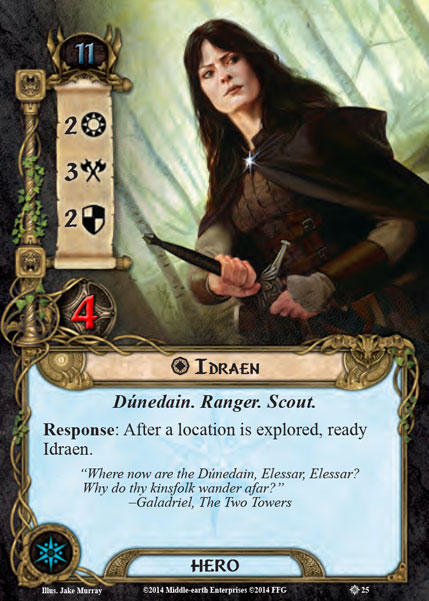 11
2
3
2
4
IDRAEN
Dúnedain. Ranger. Scout.
Response: After a location is explored, ready
Idraen.
“Where now are the Dúnedain, Elessar, Elessar?
Why do thy kinsfolk wander afar?”
–Galadriel, The Two Towers
HERO
Illus. Jake Murray ©2014 Middle-earth Enterprises ©2014 FFG 25